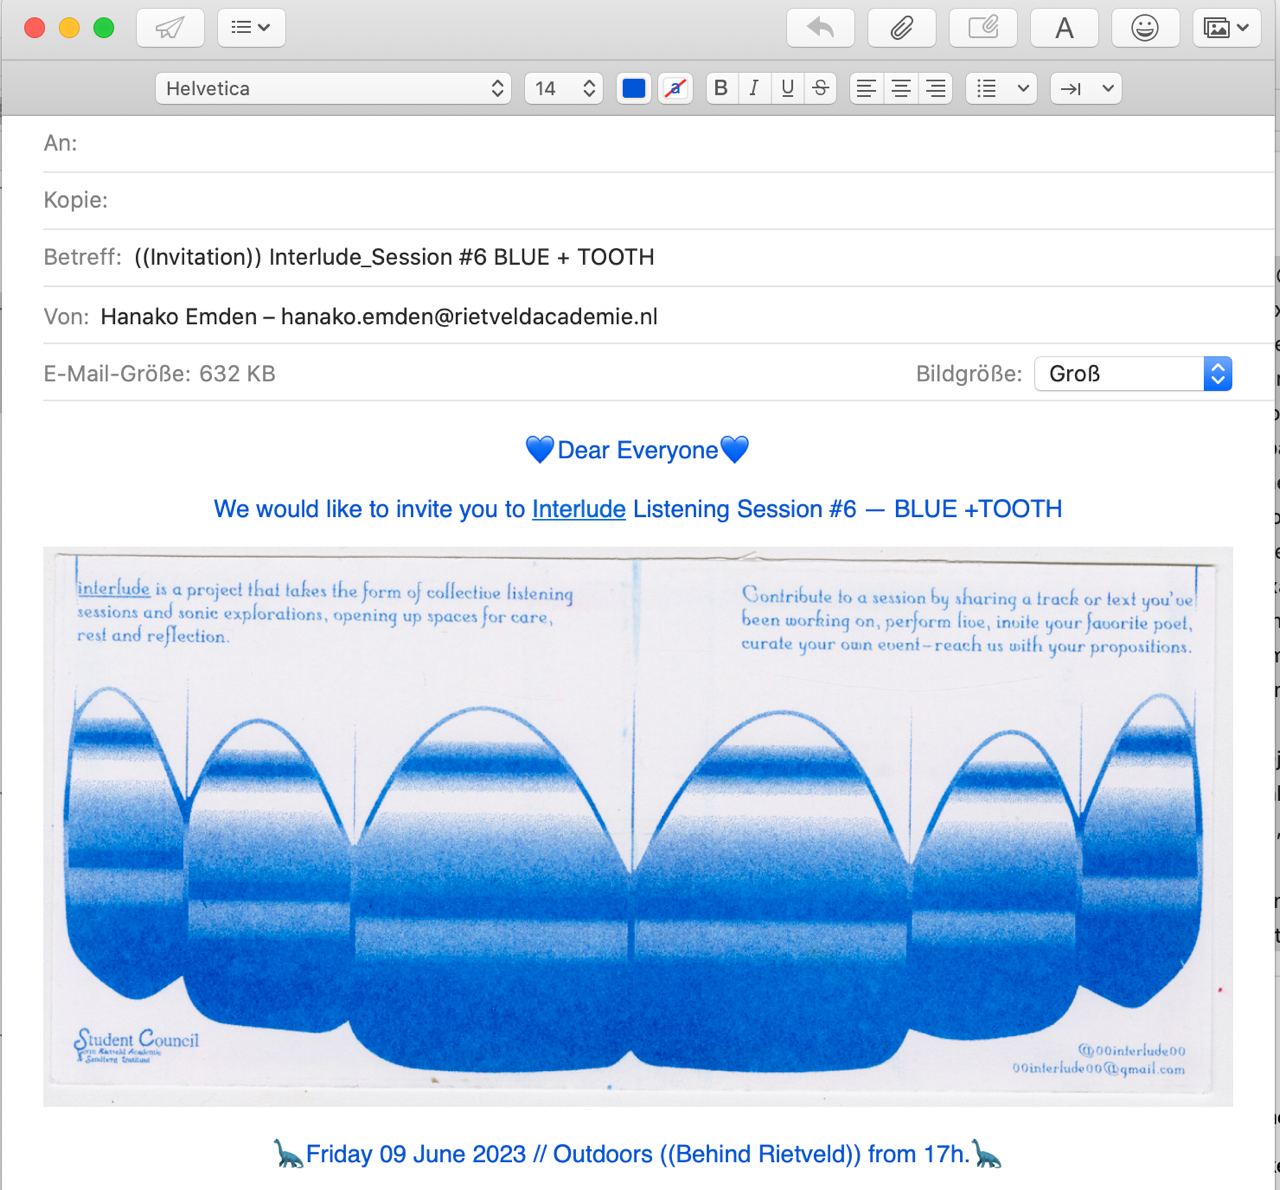 Helvetica
14
a
B I U S
An:
Kopie:
Betreff: ((Invitation)) Interlude_Session #6 BLUE + TOOTH
Von: Hanako Emden – hanako.emden@rietveldacademie.nl
E-Mail-Größe: 632 KB
Bildgröße: Groß
💙Dear Everyone💙
We would like to invite you to Interlude Listening Session #6 — BLUE +TOOTH
interlude is a project that takes the form of collective listening
sessions and sonic explorations, opening up spaces for care,
rest and reflection.
Contribute to a session by sharing a track or text you've
been working on, perform live, invite your favorite poet,
curate your own event–reach us with your propositions.
Student Council
Rietveld Academie
Sandberg Instituut
@00interlude00
00interlude00@gmail.com
🦕Friday 09 June 2023 // Outdoors ((Behind Rietveld)) from 17h.🦕